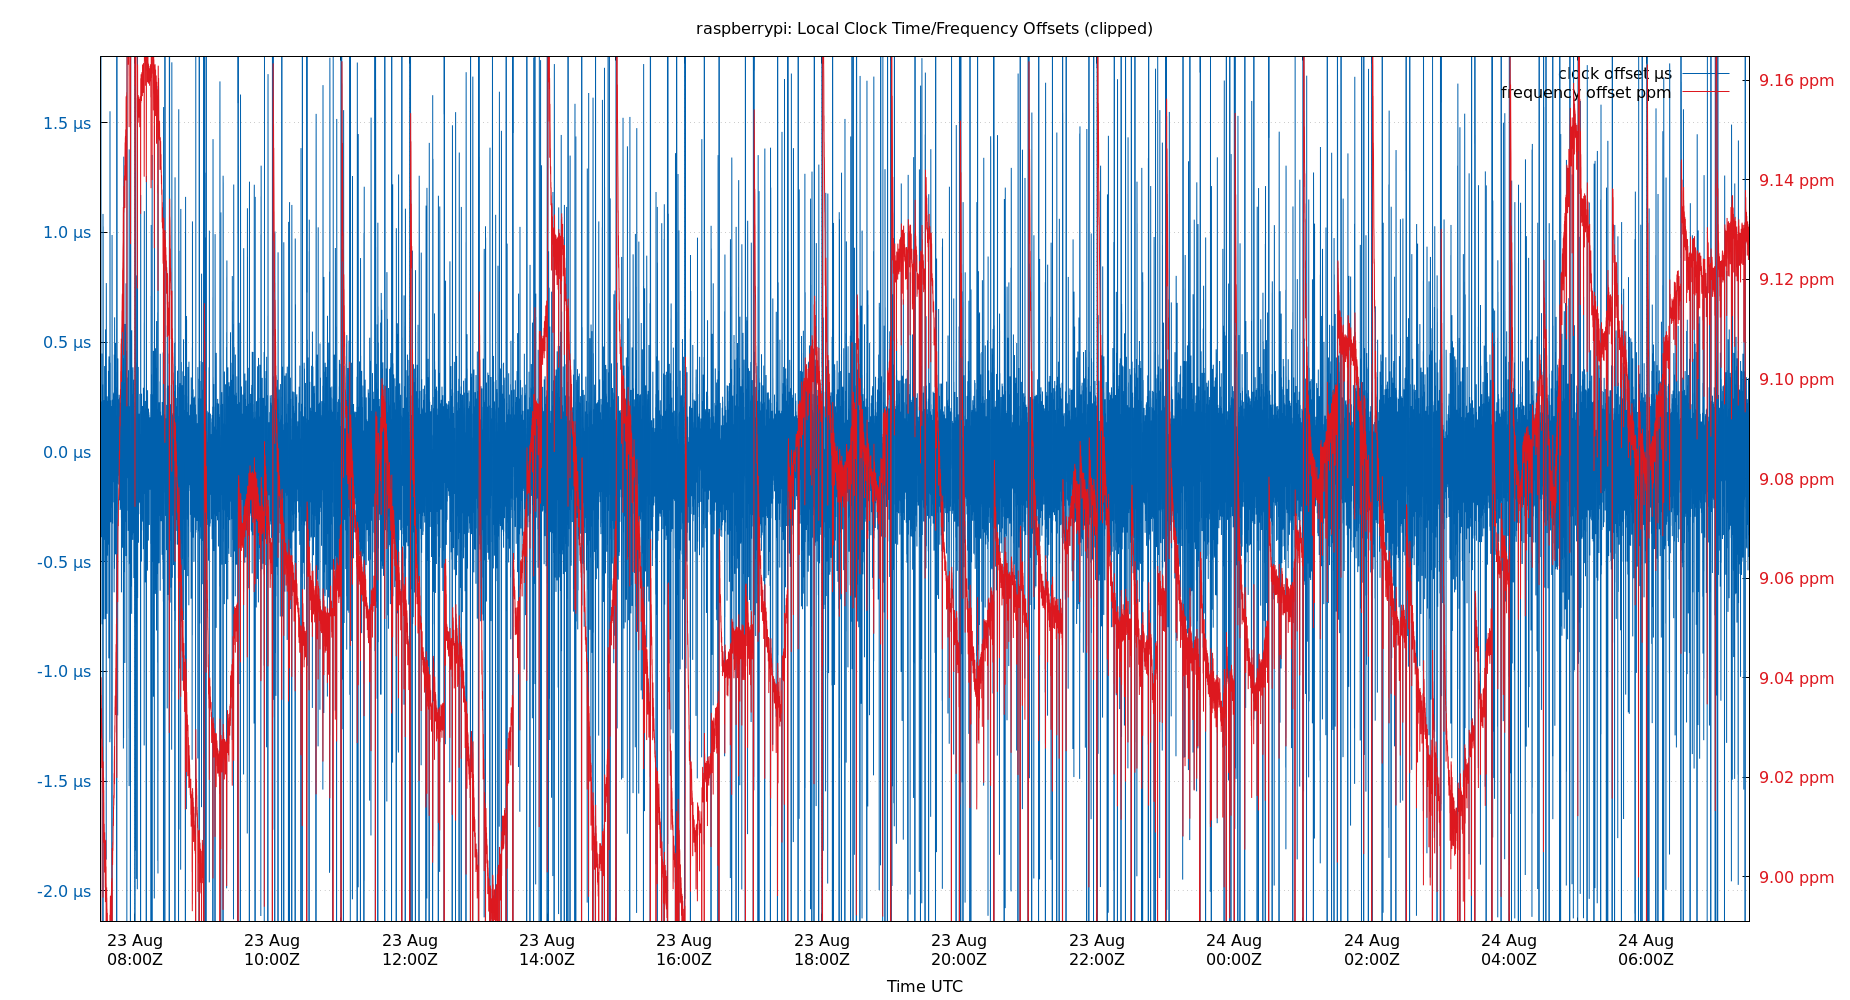 raspberrypi: Local Clock Time/Frequency Offsets (clipped)
clock offset µs
frequency offset ppm
1.5 µs
1.0 µs
0.5 µs
0.0 µs
-0.5 µs
-1.0 µs
-1.5 µs
-2.0 µs
9.16 ppm
9.14 ppm
9.12 ppm
9.10 ppm
9.08 ppm
9.06 ppm
9.04 ppm
9.02 ppm
9.00 ppm
23 Aug 23 Aug 23 Aug 23 Aug 23 Aug 23 Aug 23 Aug 23 Aug 24 Aug 24 Aug 24 Aug 24 Aug
08:00Z 10:00Z 12:00Z 14:00Z 16:00Z 18:00Z 20:00Z 22:00Z 00:00Z 02:00Z 04:00Z 06:00Z
Time UTC